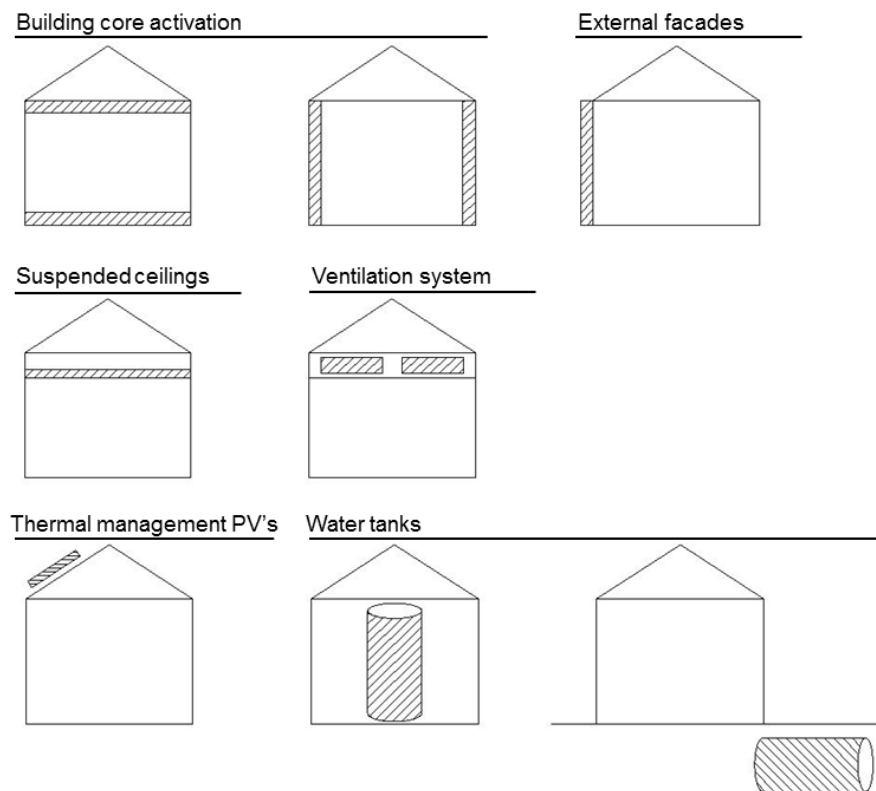 Building core activation
External facades
Suspended ceilings
Ventilation system
Thermal management PV's
Water tanks